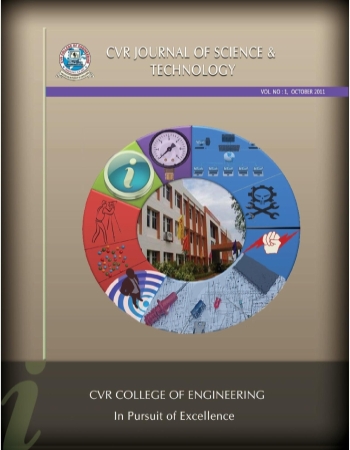 CVR JOURNAL OF SCIENCE &
TECHNOLOGY
VOL. NO : 1, OCTOBER 2011
i
CVR COLLEGE OF ENGINEERING
In Pursuit of Excellence
i